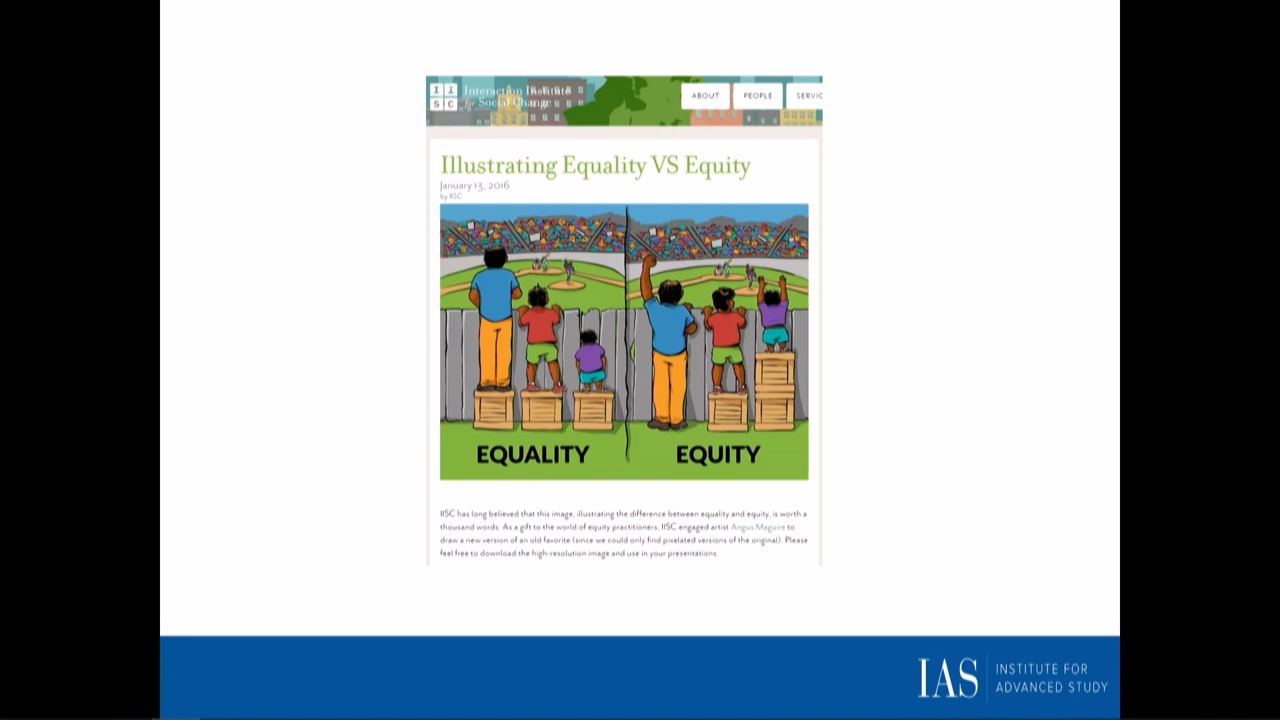 I I
S C
Interaction Institute
for Social Change
ABOUT
PEOPLE
SERVIC
Illustrating Equality VS Equity
January 13, 2016
by IISC
EQUALITY
EQUITY
IISC has long believed that this image, illustrating the difference between equality and equity, is worth a
thousand words. As a gift to the world of equity practitioners, IISC engaged artist Angus Maguire to
draw a new version of an old favorite (since we could only find pixelated versions of the original). Please
feel free to download the high-resolution image and use in your presentations.
IAS
INSTITUTE FOR
ADVANCED STUDY